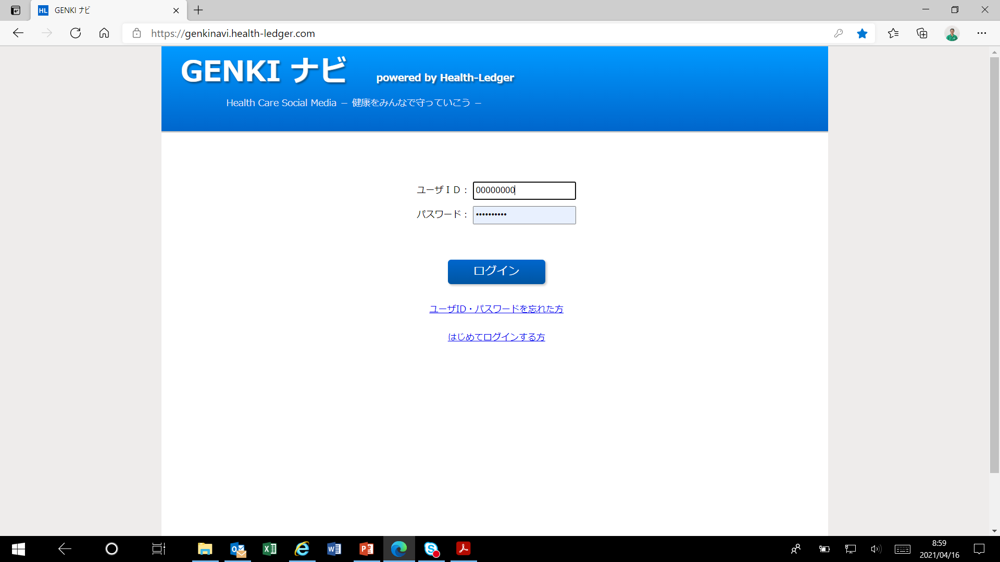 HL GENKI ナビ
https://genkinavi.health-ledger.com
GENKI ナビ powered by Health-Ledger
Health Care Social Media － 健康をみんなで守っていこう －
ユーザＩＤ： 00000000
パスワード： ••••••••••
ログイン
ユーザID・パスワードを忘れた方
はじめてログインする方
8:59
2021/04/16